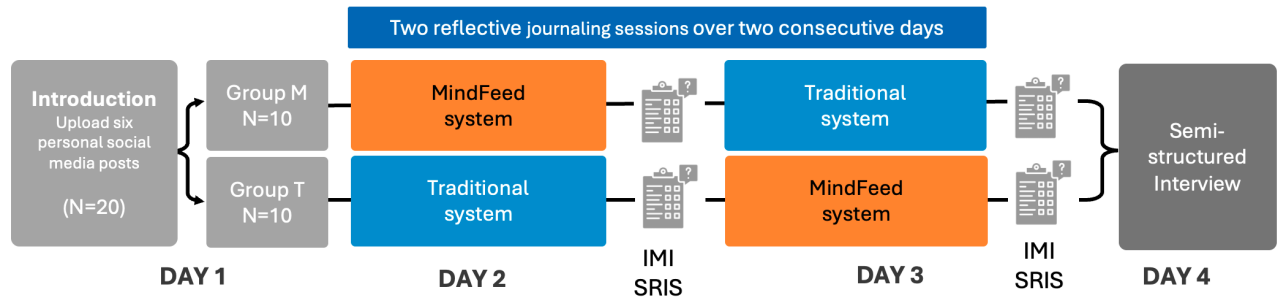 Two reflective journaling sessions over two consecutive days
Introduction
Upload six
personal social
media posts
(N=20)
Group M
N=10
MindFeed
system
?
Traditional
system
?
Group T
N=10
Traditional
system
?
MindFeed
system
?
Semi-
structured
Interview
IMI
SRIS
IMI
SRIS
DAY 1
DAY 2
DAY 3
DAY 4